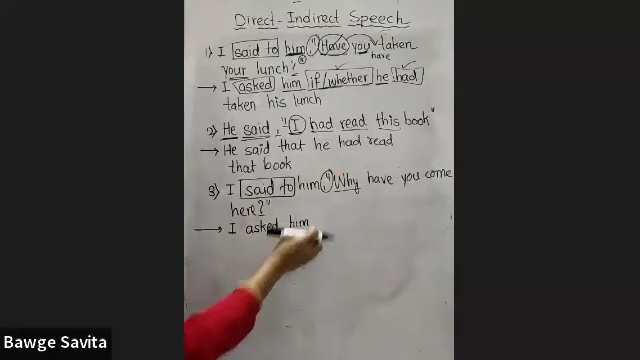 Direct-Indirect Speech
1) I said to him, "Have you taken
have
your lunch?"
→ I asked him if/whether he had
taken his lunch
2) He said, "I had read this book"
→ He said that he had read
that book
3) I said to him, "Why have you come
here?"
→ I asked him
Bawge Savita